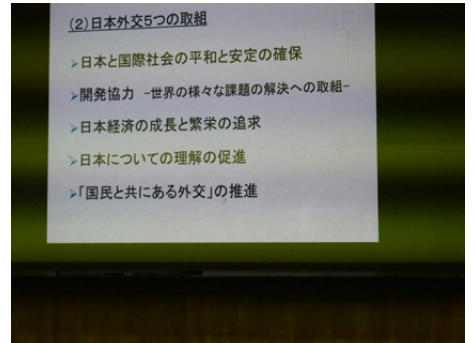 (2)日本外交5つの取組
➢日本と国際社会の平和と安定の確保
➢開発協力 -世界の様々な課題の解決への取組-
➢日本経済の成長と繁栄の追求
➢日本についての理解の促進
➢「国民と共にある外交」の推進